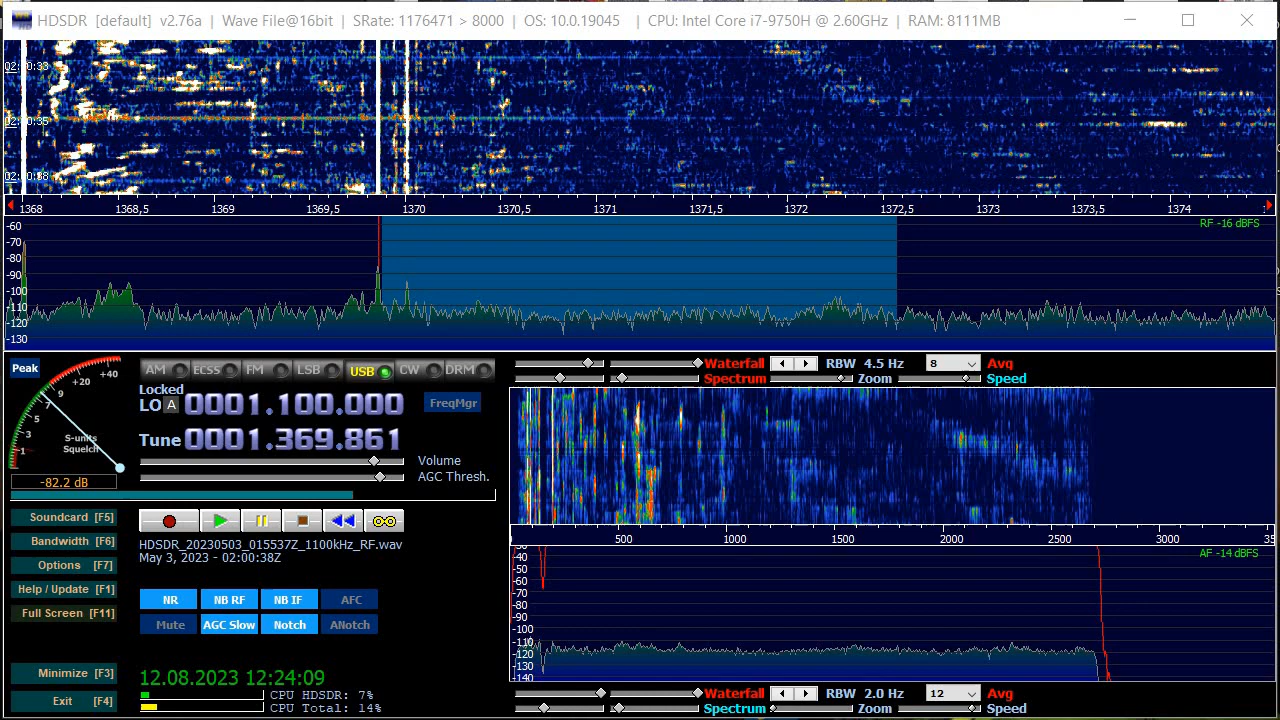 HDSDR [default] v2.76a | Wave File@16bit | SRate: 1176471 > 8000 | OS: 10.0.19045 | CPU: Intel Core i7-9750H @ 2.60GHz | RAM: 8111MB
02:00:33
02:00:35
02:00:38
1368 1368,5 1369 1369,5 1370 1370,5 1371 1371,5 1372 1372,5 1373 1373,5 1374
RF -16 dBFS
-60
-70
-80
-90
-100
-110
-120
-130
Peak
1 3 5 7 9 +20 +40
S-units
Squelch
-82.2 dB
AM ECSS FM LSB USB CW DRM
Locked
LO A 0001.100.000
FreqMgr
Tune 0001.369.861
Volume
AGC Thresh.
Waterfall RBW 4.5 Hz 8 Avg
Spectrum Zoom Speed
Soundcard [F5]
Bandwidth [F6]
Options [F7]
Help / Update [F1]
Full Screen [F11]
Minimize [F3]
Exit [F4]
HDSDR_20230503_015537Z_1100kHz_RF.wav
May 3, 2023 - 02:00:38Z
NR NB RF NB IF AFC
Mute AGC Slow Notch ANotch
12.08.2023 12:24:09
CPU HDSDR: 7%
CPU Total: 14%
0 500 1000 1500 2000 2500 3000 35
AF -14 dBFS
-40
-50
-60
-70
-80
-90
-100
-110
-120
-130
-140
Waterfall RBW 2.0 Hz 12 Avg
Spectrum Zoom Speed